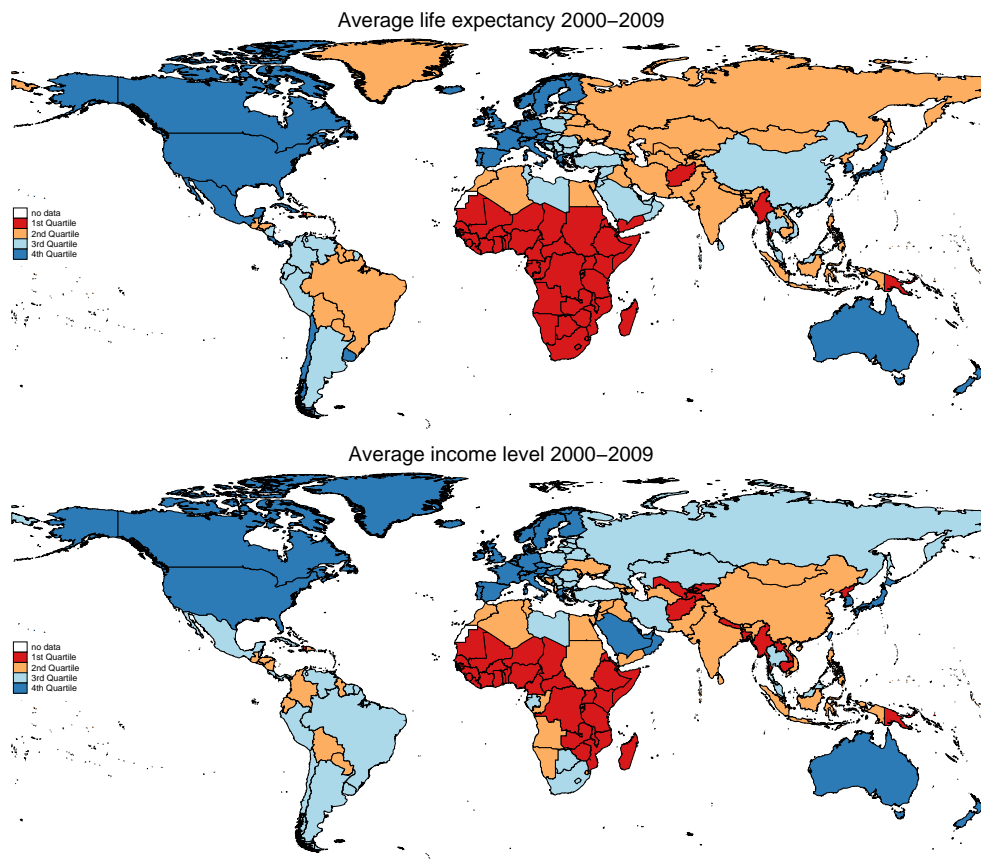 Average life expectancy 2000−2009
no data
1st Quartile
2nd Quartile
3rd Quartile
4th Quartile
Average income level 2000−2009
no data
1st Quartile
2nd Quartile
3rd Quartile
4th Quartile